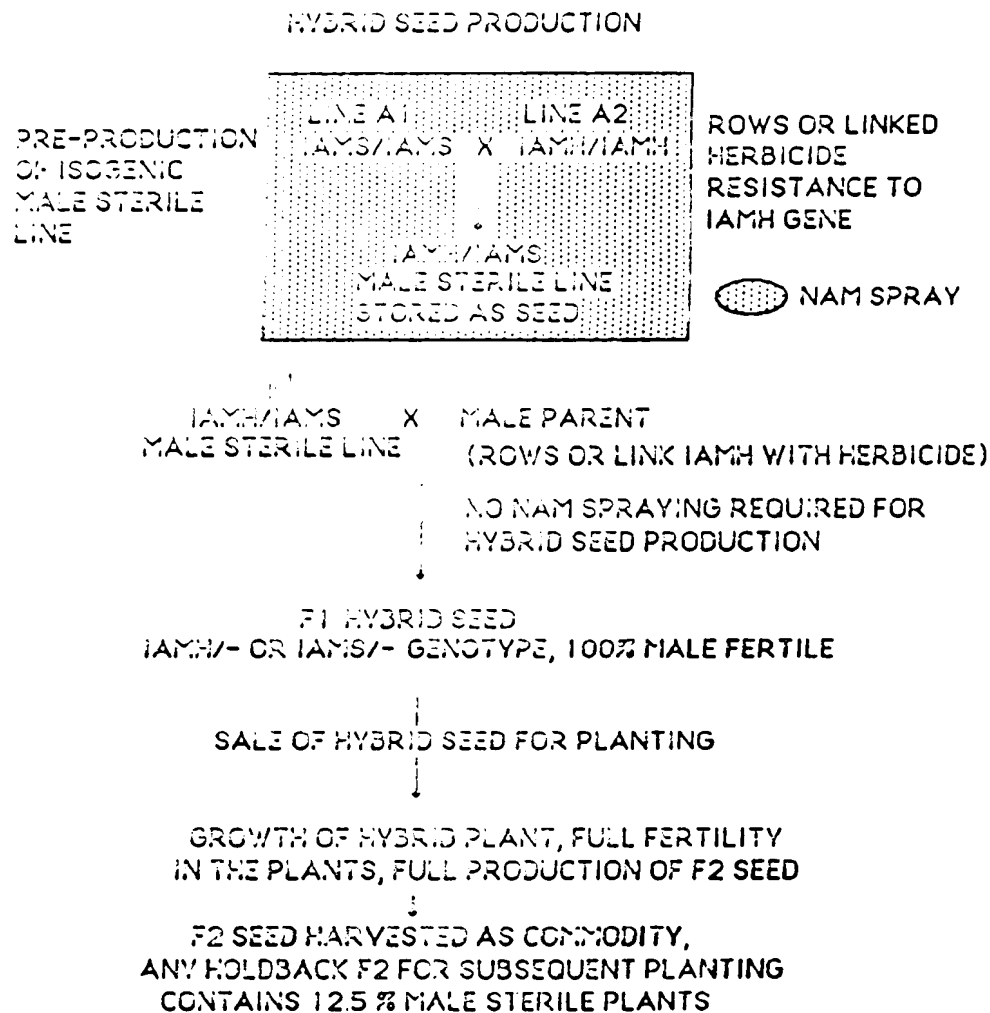 HYBRID SEED PRODUCTION
PRE-PRODUCTION
OF ISOGENIC
MALE STERILE
LINE
LINE A1
IAMS/IAMS X
LINE A2
IAMH/IAMH
IAMH/IAMS
MALE STERILE LINE
STORED AS SEED
ROWS OR LINKED
HERBICIDE
RESISTANCE TO
IAMH GENE
NAM SPRAY
IAMH/IAMS X MALE PARENT
MALE STERILE LINE
(ROWS OR LINK IAMH WITH HERBICIDE)
NO NAM SPRAYING REQUIRED FOR
HYBRID SEED PRODUCTION
F1 HYBRID SEED
IAMH/- OR IAMS/- GENOTYPE, 100% MALE FERTILE
SALE OF HYBRID SEED FOR PLANTING
GROWTH OF HYBRID PLANT, FULL FERTILITY
IN THE PLANTS, FULL PRODUCTION OF F2 SEED
F2 SEED HARVESTED AS COMMODITY,
ANY HOLDBACK F2 FOR SUBSEQUENT PLANTING
CONTAINS 12.5 % MALE STERILE PLANTS